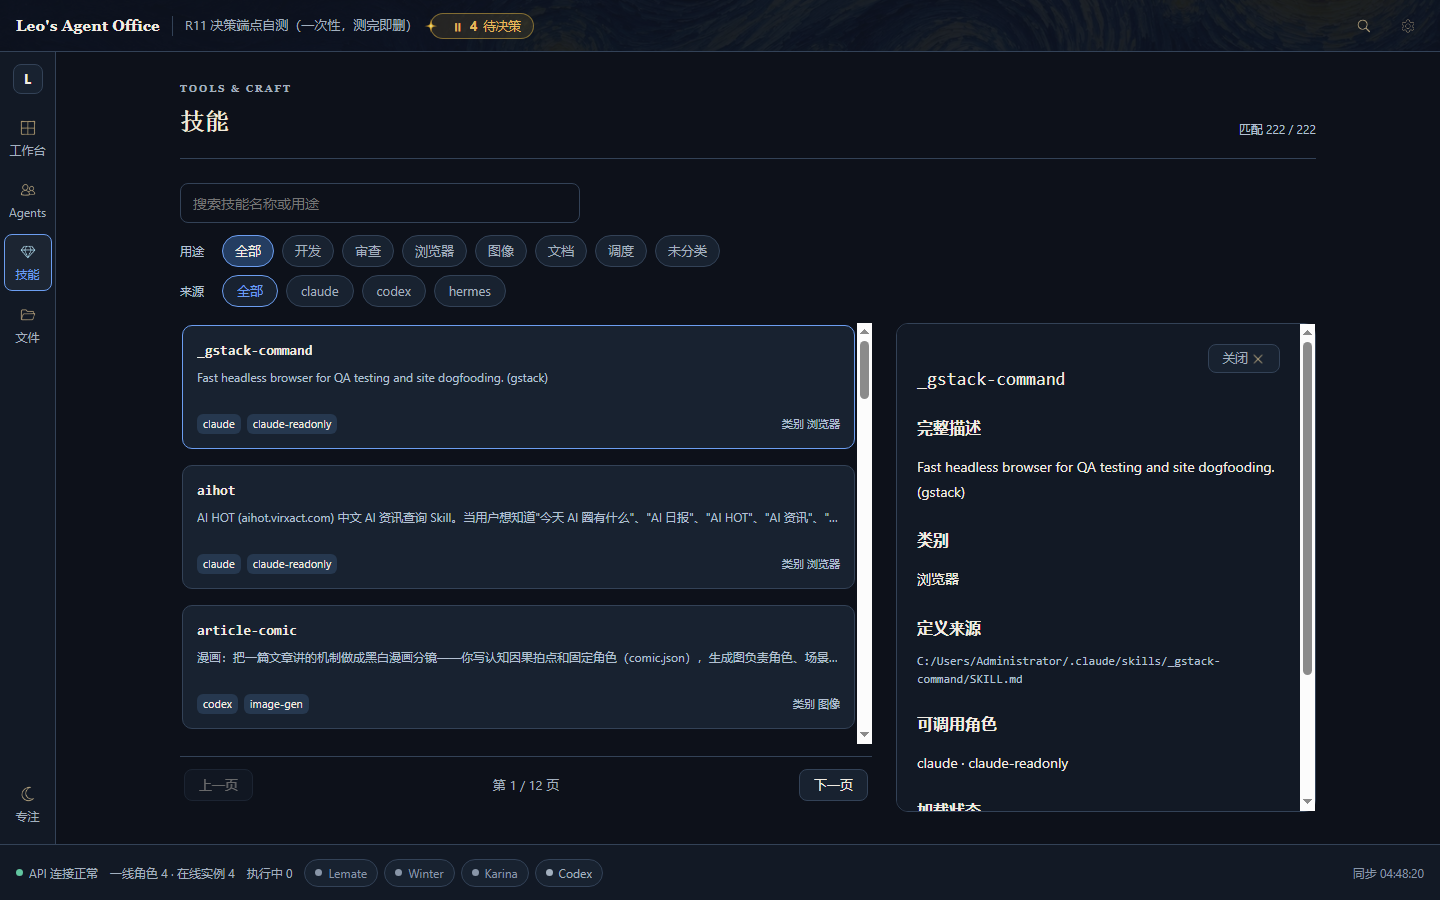 Leo's Agent Office
R11 决策端点自测（一次性，测完即删）
4 待决策
L
工作台
Agents
技能
文件
专注
TOOLS & CRAFT
技能
匹配 222 / 222
搜索技能名称或用途
用途 全部 开发 审查 浏览器 图像 文档 调度 未分类
来源 全部 claude codex hermes
_gstack-command
Fast headless browser for QA testing and site dogfooding. (gstack)
claude claude-readonly 类别 浏览器
aihot
AI HOT (aihot.virxact.com) 中文 AI 资讯查询 Skill。当用户想知道"今天 AI 圈有什么"、"AI 日报"、"AI HOT"、"AI 资讯"、"...
claude claude-readonly 类别 浏览器
article-comic
漫画：把一篇文章讲的机制做成黑白漫画分镜——你写认知因果拍点和固定角色（comic.json），生成图负责角色、场景...
codex image-gen 类别 图像
上一页 第 1 / 12 页 下一页
关闭 ×
_gstack-command
完整描述
Fast headless browser for QA testing and site dogfooding.
(gstack)
类别
浏览器
定义来源
C:/Users/Administrator/.claude/skills/_gstack-
command/SKILL.md
可调用角色
claude · claude-readonly
加载状态
API 连接正常 一线角色 4 · 在线实例 4 执行中 0 Lemate Winter Karina Codex 同步 04:48:20